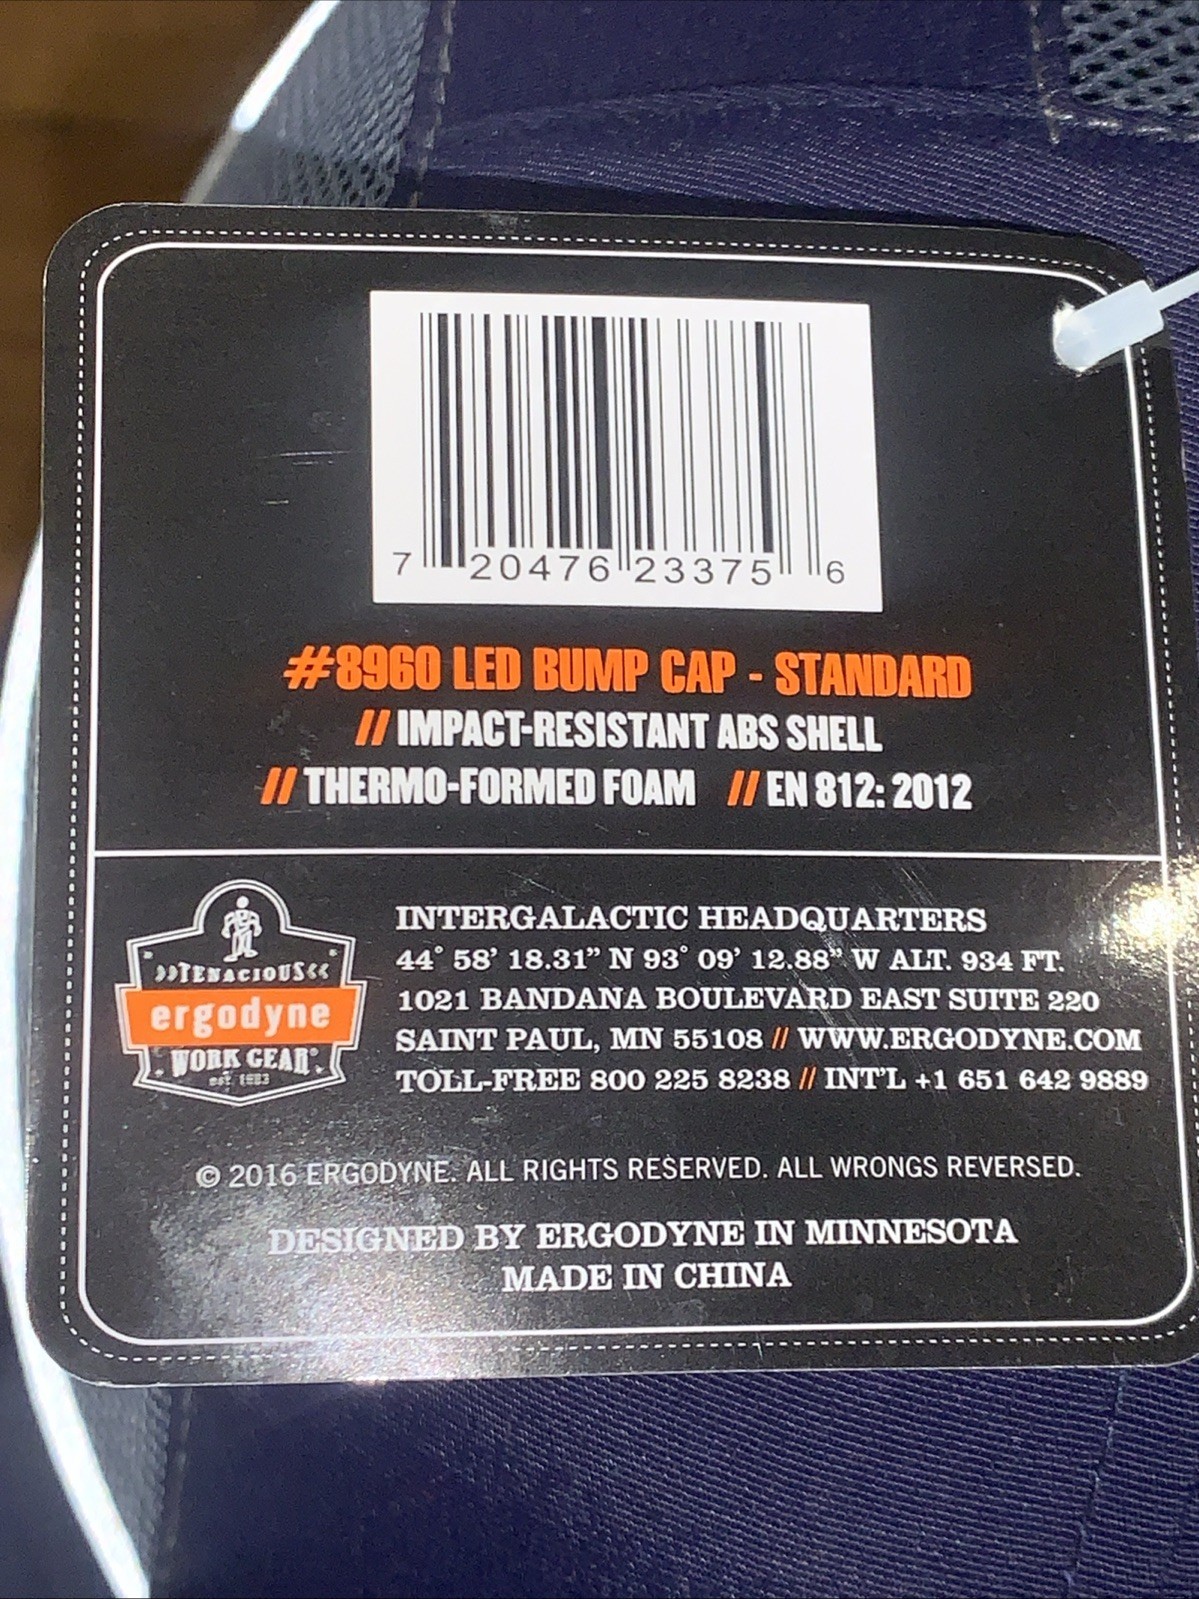 7 20476 23375 6
#8960 LED BUMP CAP - STANDARD
// IMPACT-RESISTANT ABS SHELL
// THERMO-FORMED FOAM // EN 812: 2012
»TENACIOUS«
ergodyne
WORK GEAR
EST. 1983
INTERGALACTIC HEADQUARTERS
44° 58' 18.31" N 93° 09' 12.88" W ALT. 934 FT.
1021 BANDANA BOULEVARD EAST SUITE 220
SAINT PAUL, MN 55108 // WWW.ERGODYNE.COM
TOLL-FREE 800 225 8238 // INT'L +1 651 642 9889
© 2016 ERGODYNE. ALL RIGHTS RESERVED. ALL WRONGS REVERSED.
DESIGNED BY ERGODYNE IN MINNESOTA
MADE IN CHINA